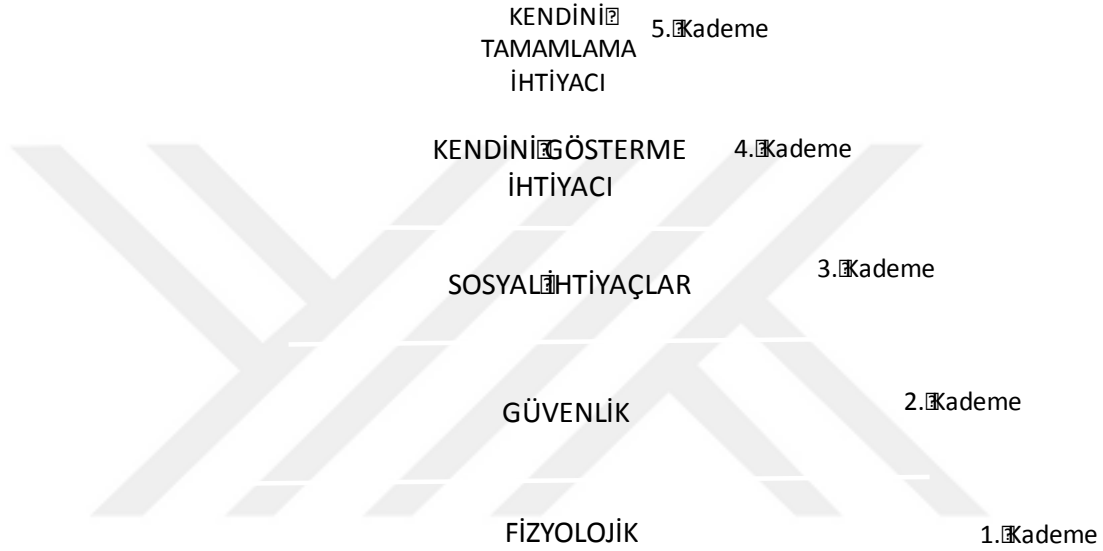 KENDİNİ
5. Kademe
TAMAMLAMA
İHTİYACI
KENDİNİ GÖSTERME
4. Kademe
İHTİYACI
SOSYAL İHTİYAÇLAR
3. Kademe
GÜVENLİK
2. Kademe
FİZYOLOJİK
1. Kademe